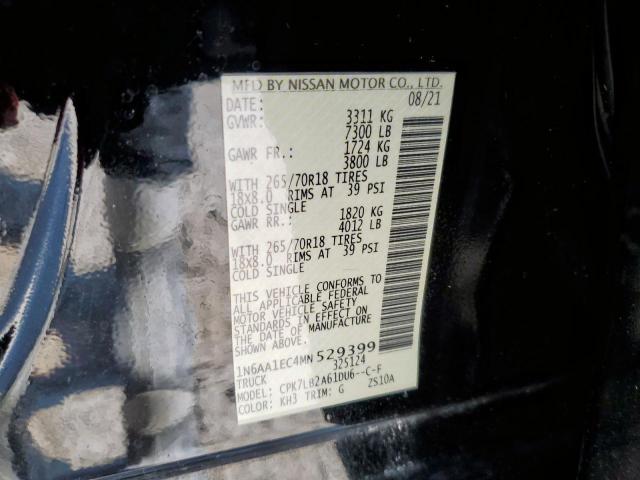 MFD BY NISSAN MOTOR CO., LTD.
DATE: 08/21
GVWR: 3311 KG
7300 LB
GAWR FR.: 1724 KG
3800 LB
WITH 265/70R18 TIRES
18X8.0 RIMS AT 39 PSI
COLD SINGLE
GAWR RR.: 1820 KG
4012 LB
WITH 265/70R18 TIRES
18X8.0 RIMS AT 39 PSI
COLD SINGLE
THIS VEHICLE CONFORMS TO
ALL APPLICABLE FEDERAL
MOTOR VEHICLE SAFETY
STANDARDS IN EFFECT ON
THE DATE OF MANUFACTURE
SHOWN ABOVE.
1N6AA1EC4MN529399
TRUCK 325124
MODEL: CPK7LB2A61DU6--C-F
COLOR: KH3 TRIM: G ZS10A